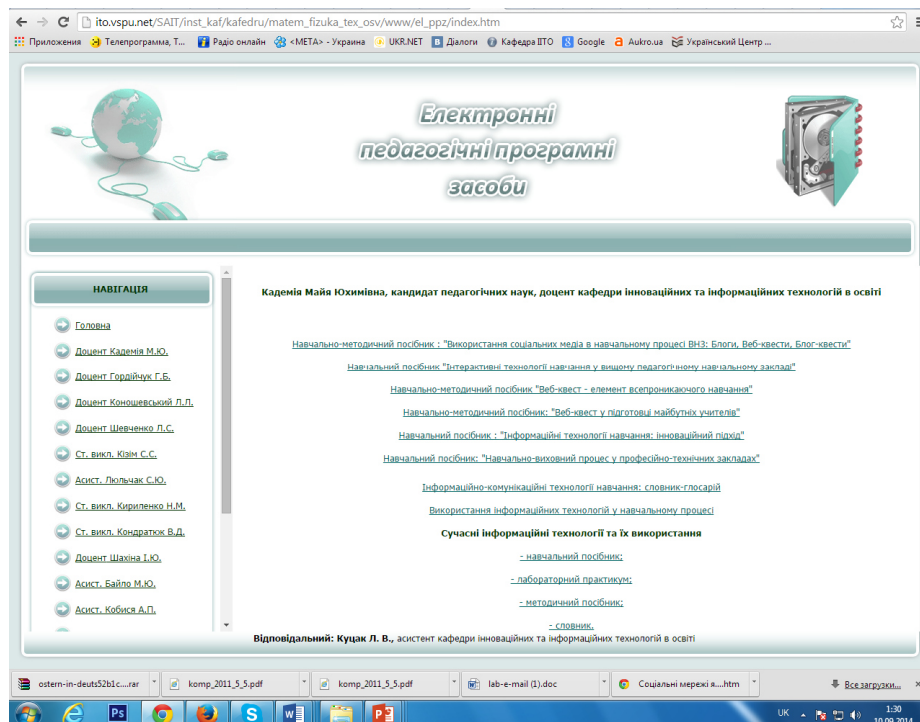 ito.vspu.net/SAIT/inst_kaf/kafedru/matem_fizuka_tex_osv/www/el_ppz/index.htm
Приложения Телепрограмма, Т... Радіо онлайн <МЕТА> - Украина UKR.NET Діалоги Кафедра ІІТО Google Aukro.ua Український Центр ...
Електронні
педагогічні програмні
засоби
НАВІГАЦІЯ
Головна
Доцент Кадемія М.Ю.
Доцент Гордійчук Г.Б.
Доцент Коношевський Л.Л.
Доцент Шевченко Л.С.
Ст. викл. Кізім С.С.
Асист. Люльчак С.Ю.
Ст. викл. Кириленко Н.М.
Ст. викл. Кондратюк В.Д.
Доцент Шахіна І.Ю.
Асист. Байло М.Ю.
Асист. Кобися А.П.
Кадемія Майя Юхимівна, кандидат педагогічних наук, доцент кафедри інноваційних та інформаційних технологій в освіті
Навчально-методичний посібник : "Використання соціальних медіа в навчальному процесі ВНЗ: Блоги, Веб-квести, Блог-квести"
Навчальний посібник "Інтерактивні технології навчання у вищому педагогічному навчальному закладі"
Навчально-методичний посібник "Веб-квест - елемент всепроникаючого навчання"
Навчально-методичний посібник: "Веб-квест у підготовці майбутніх учителів"
Навчальний посібник : "Інформаційні технології навчання: інноваційний підхід"
Навчальний посібник: "Навчально-виховний процес у професійно-технічних закладах"
Інформаційно-комунікаційні технології навчання: словник-глосарій
Використання інформаційних технологій у навчальному процесі
Сучасні інформаційні технології та їх використання
- навчальний посібник;
- лабораторний практикум;
- методичний посібник;
- словник.
Відповідальний: Куцак Л. В., асистент кафедри інноваційних та інформаційних технологій в освіті
ostern-in-deuts52b1c....rar komp_2011_5_5.pdf komp_2011_5_5.pdf lab-e-mail (1).doc Соціальні мережі я....htm Все загрузки...
Ps S W P UK 1:30
10.09.2014